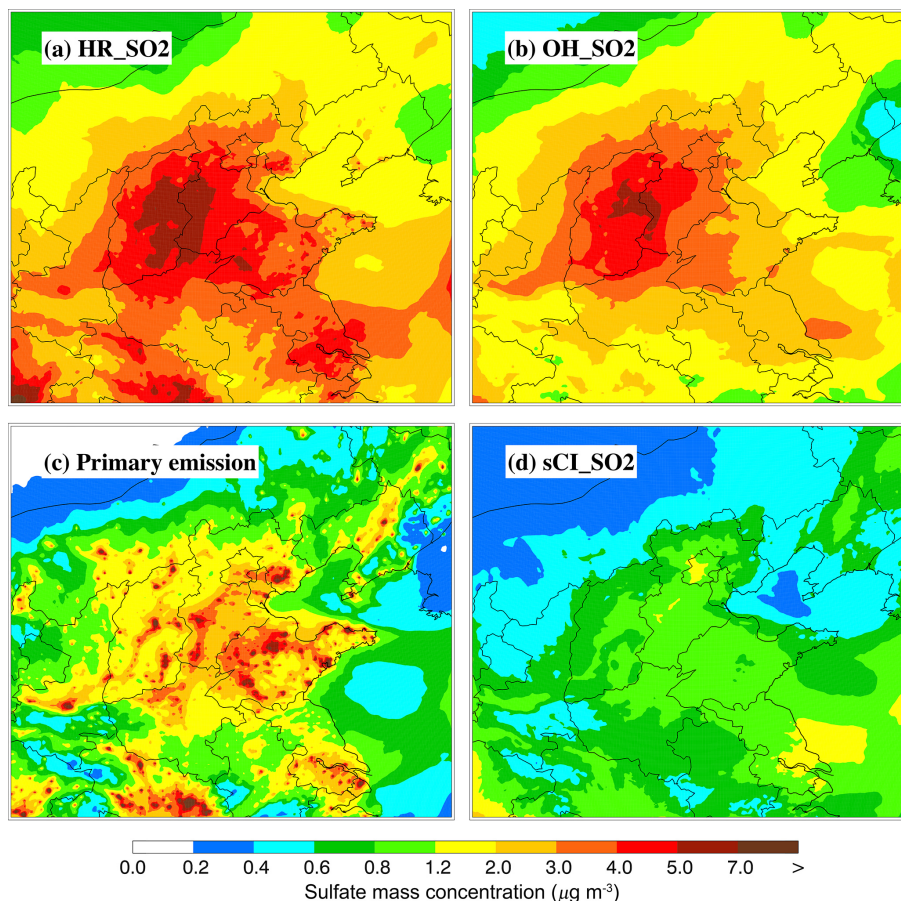 (a) HR_SO2
(b) OH_SO2
(c) Primary emission
(d) sCI_SO2
0.0 0.2 0.4 0.6 0.8 1.2 2.0 3.0 4.0 5.0 7.0 >
Sulfate mass concentration (μg m⁻³)